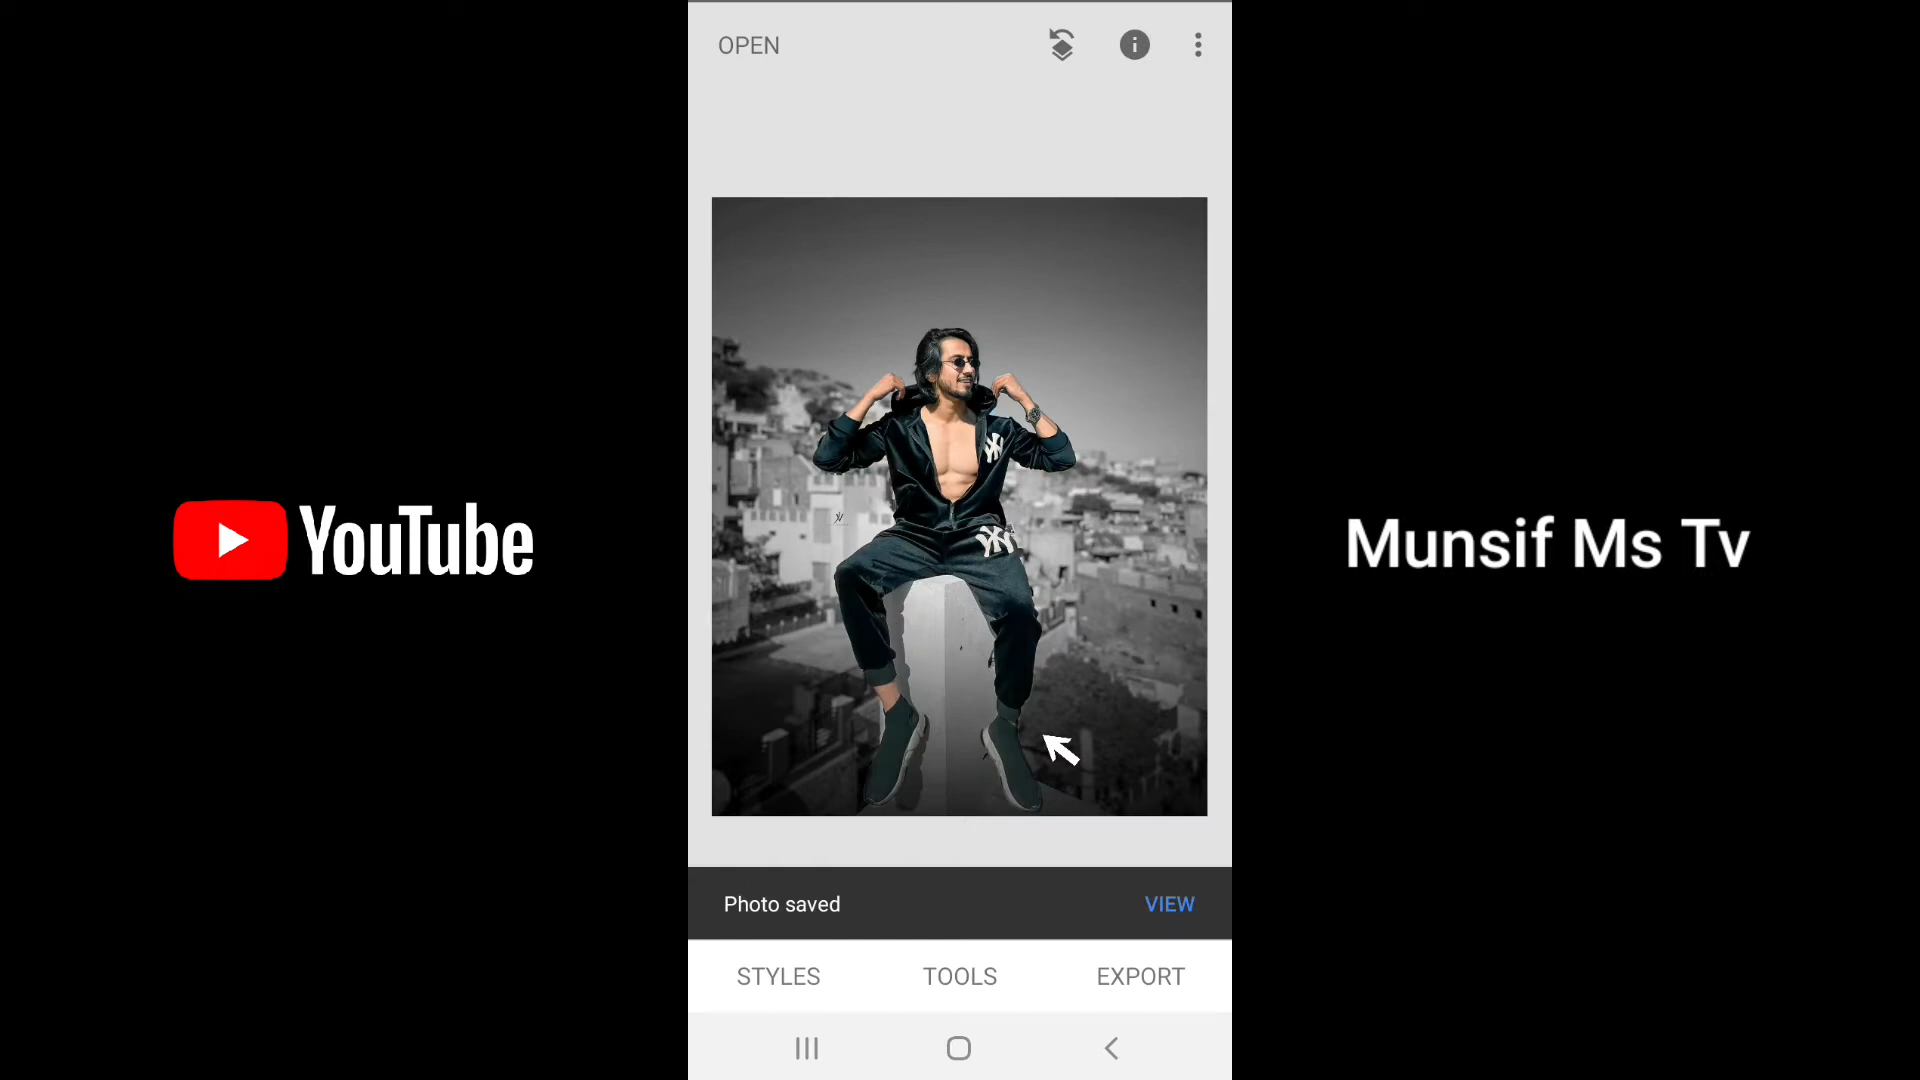 OPEN
YouTube
Munsif Ms Tv
Photo saved
VIEW
STYLES
TOOLS
EXPORT